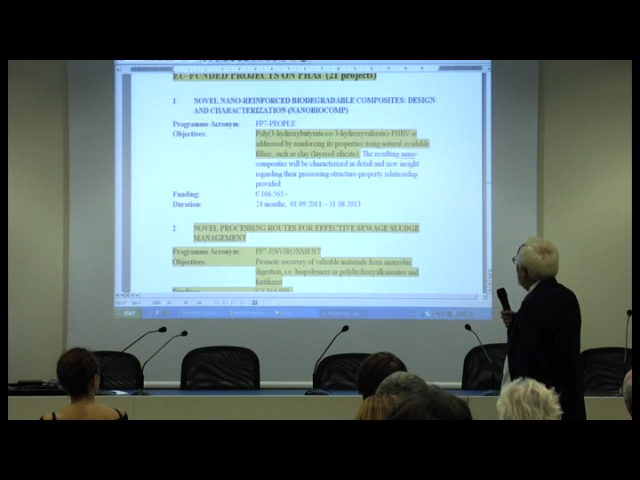 EU-FUNDED PROJECTS ON PHAs (21 projects)
1 NOVEL NANO-REINFORCED BIODEGRADABLE COMPOSITES: DESIGN
AND CHARACTERIZATION (NANOBIOCOMP)
Programme Acronym: FP7-PEOPLE
Objectives: Poly(3-hydroxybutyrate-co-3-hydroxyvalerate)-PHBV is
addressed by reinforcing its properties using natural available
fillers, such as clay (layered silicate). The resulting nano-
composites will be characterized in detail and new insight
regarding their processing-structure-property relationship
provided
Funding: € 166.565.–
Duration: 24 months, 01.09 2011 – 31.08.2013
2 NOVEL PROCESSING ROUTES FOR EFFECTIVE SEWAGE SLUDGE
MANAGEMENT
Programme Acronym: FP7-ENVIRONMENT
Objectives: Promote recovery of valuable materials from anaerobic
digestion, i.e. biopolymers as polyhydroxyalkanoates and
fertilizers
Funding: